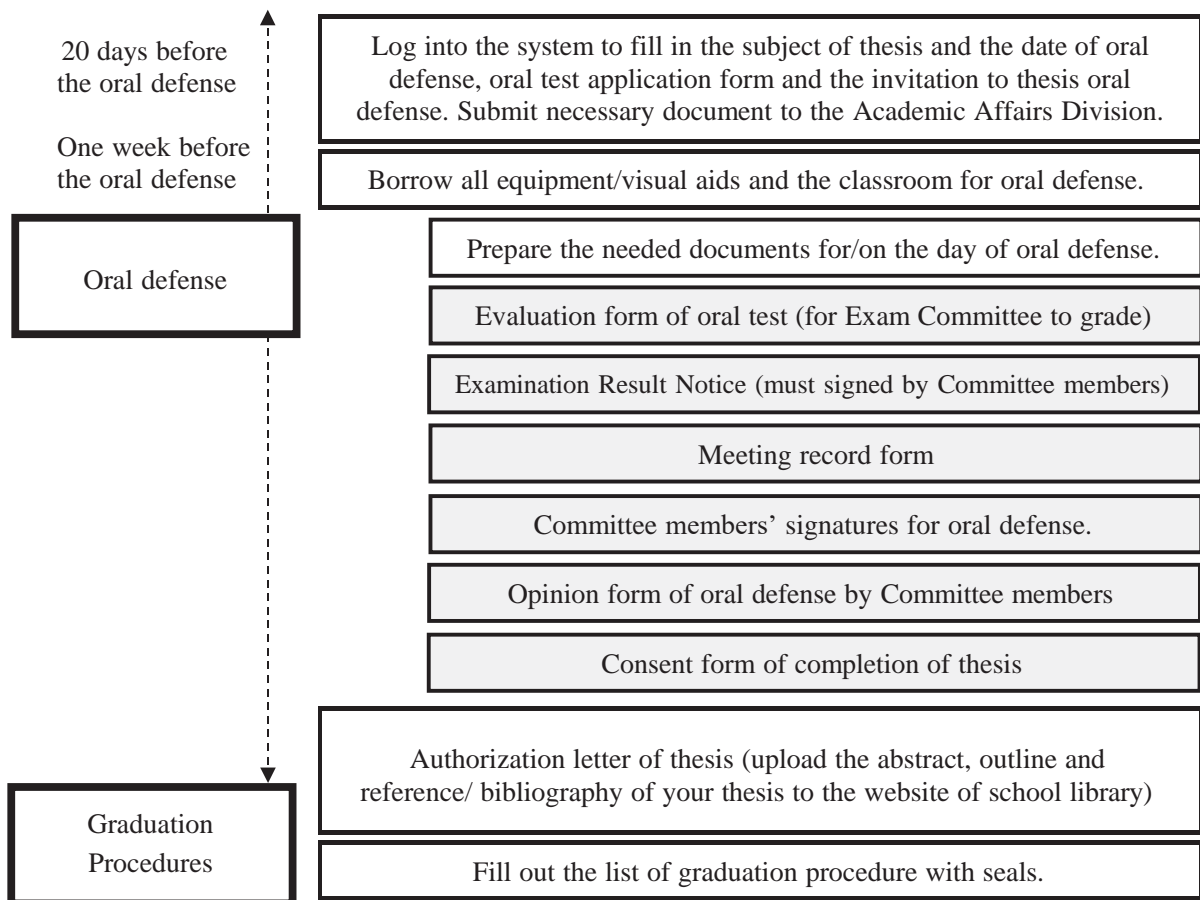 20 days before
the oral defense
Log into the system to fill in the subject of thesis and the date of oral
defense, oral test application form and the invitation to thesis oral
defense. Submit necessary document to the Academic Affairs Division.
One week before
the oral defense
Borrow all equipment/visual aids and the classroom for oral defense.
Oral defense
Prepare the needed documents for/on the day of oral defense.
Evaluation form of oral test (for Exam Committee to grade)
Examination Result Notice (must signed by Committee members)
Meeting record form
Committee members’ signatures for oral defense.
Opinion form of oral defense by Committee members
Consent form of completion of thesis
Authorization letter of thesis (upload the abstract, outline and
reference/ bibliography of your thesis to the website of school library)
Graduation
Procedures
Fill out the list of graduation procedure with seals.